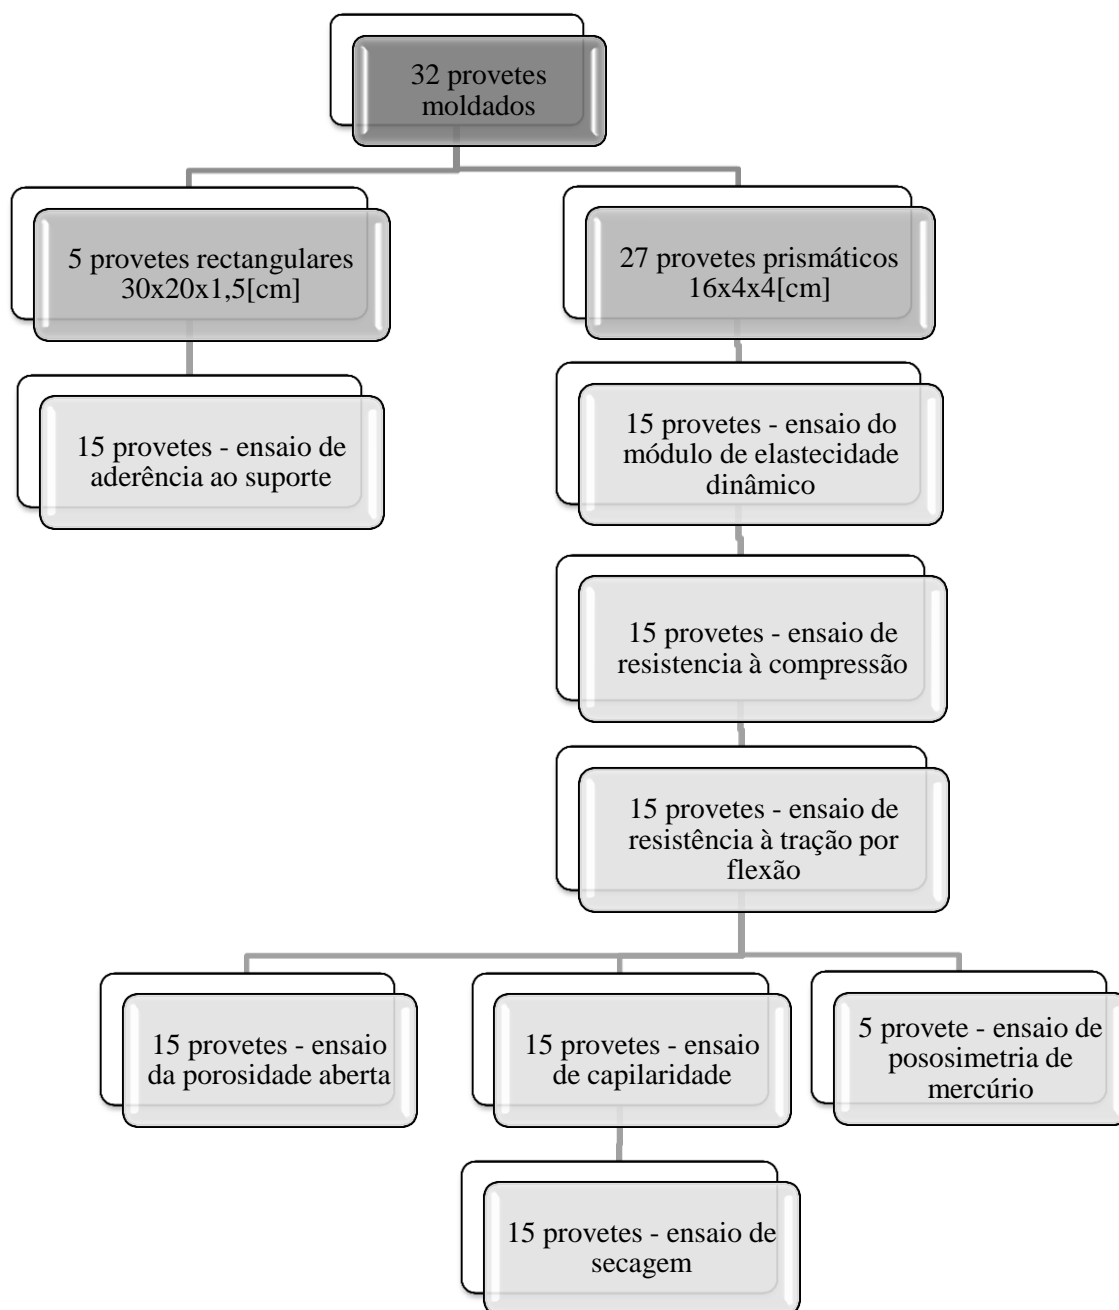 32 provetes
moldados
5 provetes rectangulares
30x20x1,5[cm]
27 provetes prismáticos
16x4x4[cm]
15 provetes - ensaio de
aderência ao suporte
15 provetes - ensaio do
módulo de elastecidade
dinâmico
15 provetes - ensaio de
resistencia à compressão
15 provetes - ensaio de
resistência à tração por
flexão
15 provetes - ensaio
da porosidade aberta
15 provetes - ensaio
de capilaridade
5 provete - ensaio de
pososimetria de
mercúrio
15 provetes - ensaio de
secagem